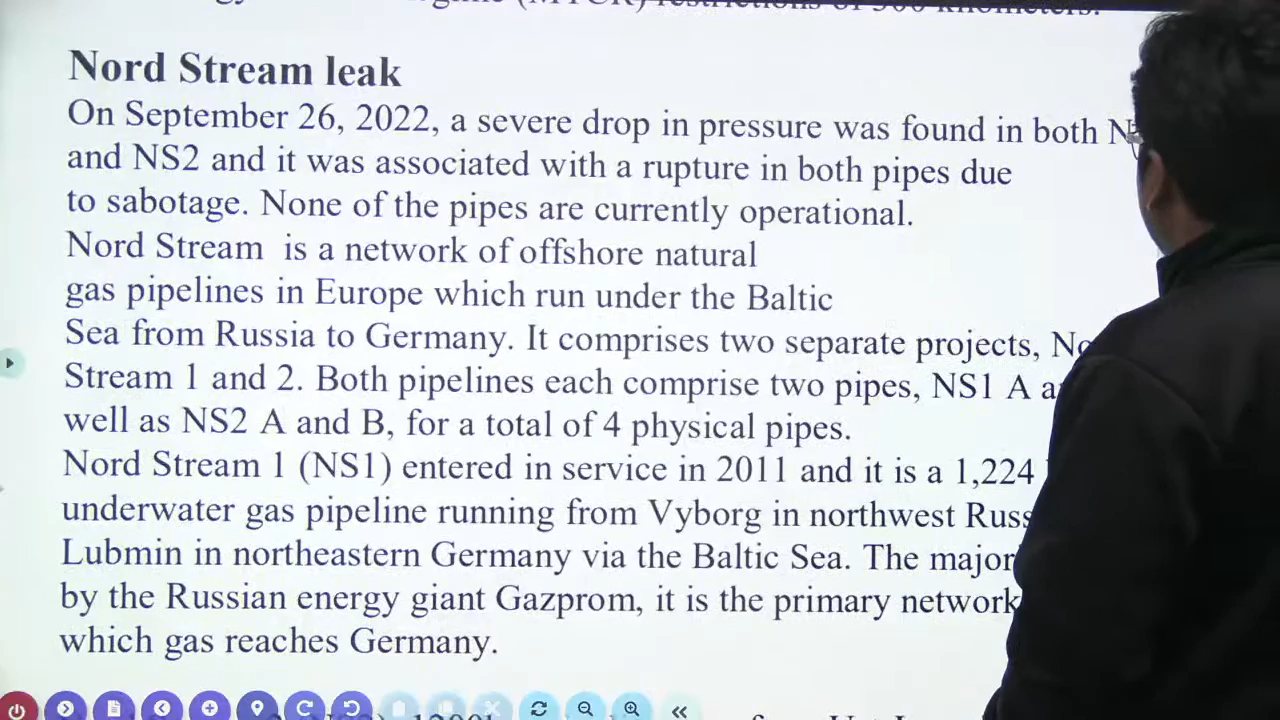 (MTCR) restrictions of 300 kilometers.
Nord Stream leak
On September 26, 2022, a severe drop in pressure was found in both
and NS2 and it was associated with a rupture in both pipes due
to sabotage. None of the pipes are currently operational.
Nord Stream is a network of offshore natural
gas pipelines in Europe which run under the Baltic
Sea from Russia to Germany. It comprises two separate projects,
Stream 1 and 2. Both pipelines each comprise two pipes, NS1 A
well as NS2 A and B, for a total of 4 physical pipes.
Nord Stream 1 (NS1) entered in service in 2011 and it is a 1,224
underwater gas pipeline running from Vyborg in northwest
Lubmin in northeastern Germany via the Baltic Sea. The
by the Russian energy giant Gazprom, it is the primary network
which gas reaches Germany.